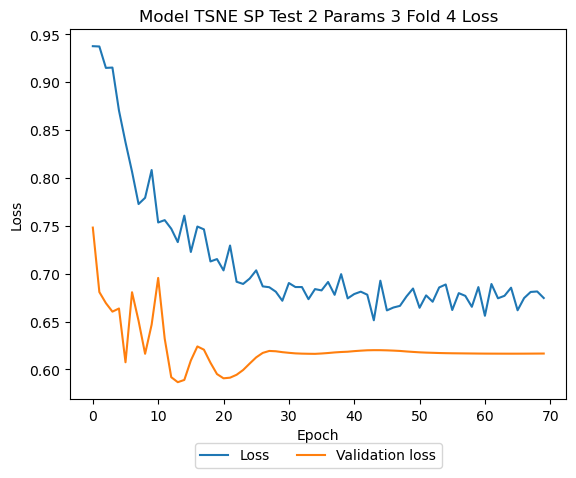 Model TSNE SP Test 2 Params 3 Fold 4 Loss
0.95
0.90
0.85
0.80
0.75
0.70
0.65
0.60
Loss
0 10 20 30 40 50 60 70
Epoch
Loss Validation loss